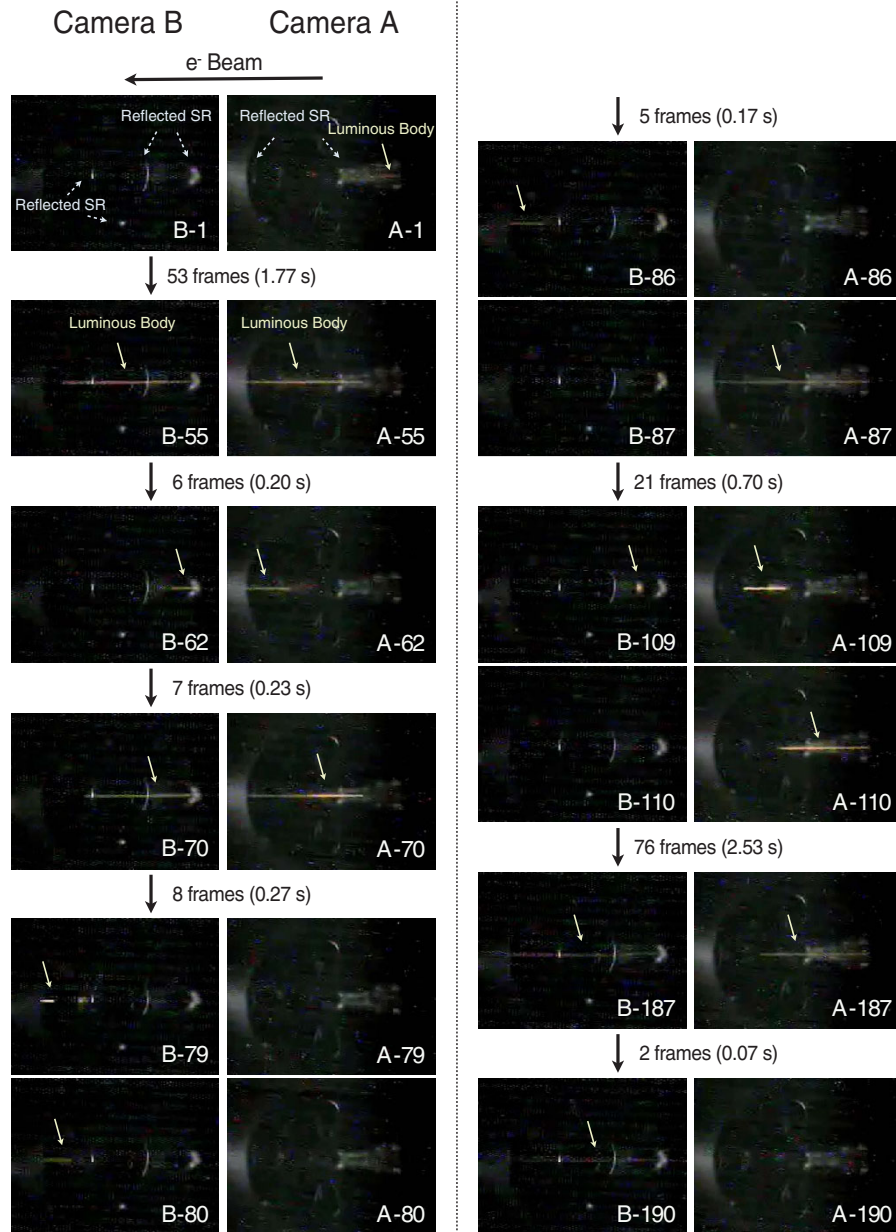 Camera B
Camera A
e- Beam
Reflected SR
Reflected SR
B-1
Reflected SR
Luminous Body
A-1
53 frames (1.77 s)
Luminous Body
B-55
Luminous Body
A-55
6 frames (0.20 s)
B-62
A-62
7 frames (0.23 s)
B-70
A-70
8 frames (0.27 s)
B-79
A-79
B-80
A-80
5 frames (0.17 s)
B-86
A-86
B-87
A-87
21 frames (0.70 s)
B-109
A-109
B-110
A-110
76 frames (2.53 s)
B-187
A-187
2 frames (0.07 s)
B-190
A-190